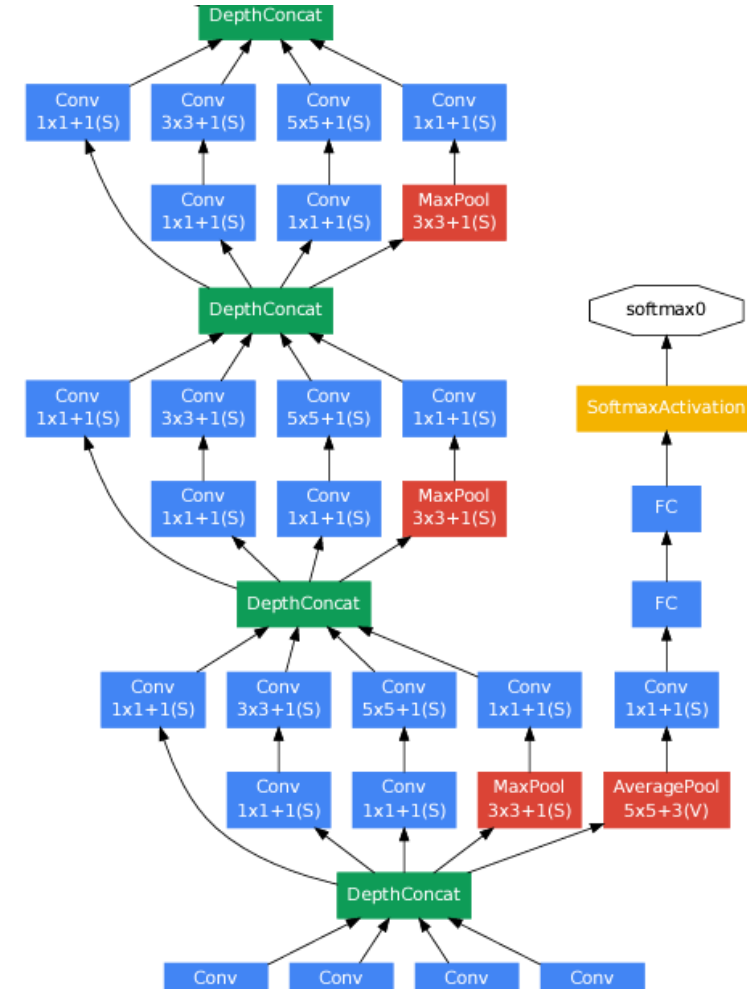 DepthConcat
Conv
1x1+1(S)
Conv
3x3+1(S)
Conv
5x5+1(S)
Conv
1x1+1(S)
Conv
1x1+1(S)
Conv
1x1+1(S)
MaxPool
3x3+1(S)
DepthConcat
softmax0
Conv
1x1+1(S)
Conv
3x3+1(S)
Conv
5x5+1(S)
Conv
1x1+1(S)
SoftmaxActivation
Conv
1x1+1(S)
Conv
1x1+1(S)
MaxPool
3x3+1(S)
FC
DepthConcat
FC
Conv
1x1+1(S)
Conv
3x3+1(S)
Conv
5x5+1(S)
Conv
1x1+1(S)
Conv
1x1+1(S)
Conv
1x1+1(S)
Conv
1x1+1(S)
MaxPool
3x3+1(S)
AveragePool
5x5+3(V)
DepthConcat
Conv
Conv
Conv
Conv